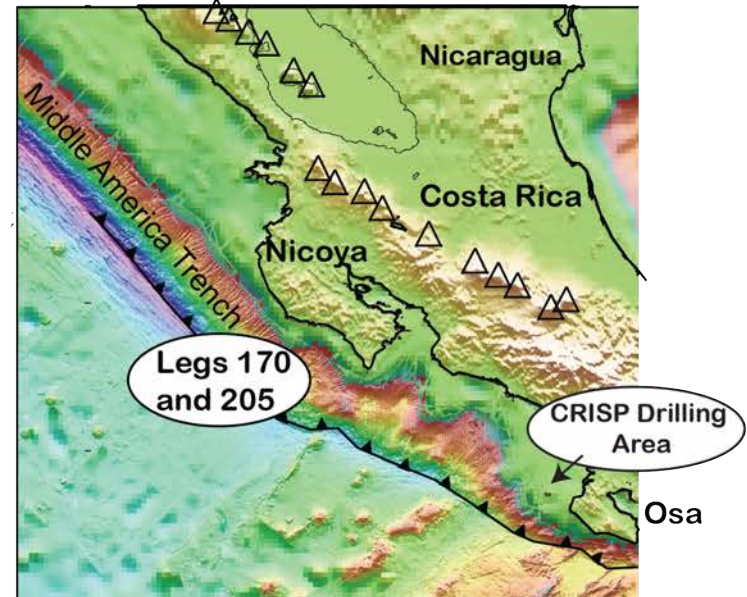 Nicaragua
Middle America Trench
Costa Rica
Nicoya
Legs 170
and 205
CRISP Drilling
Area
Osa